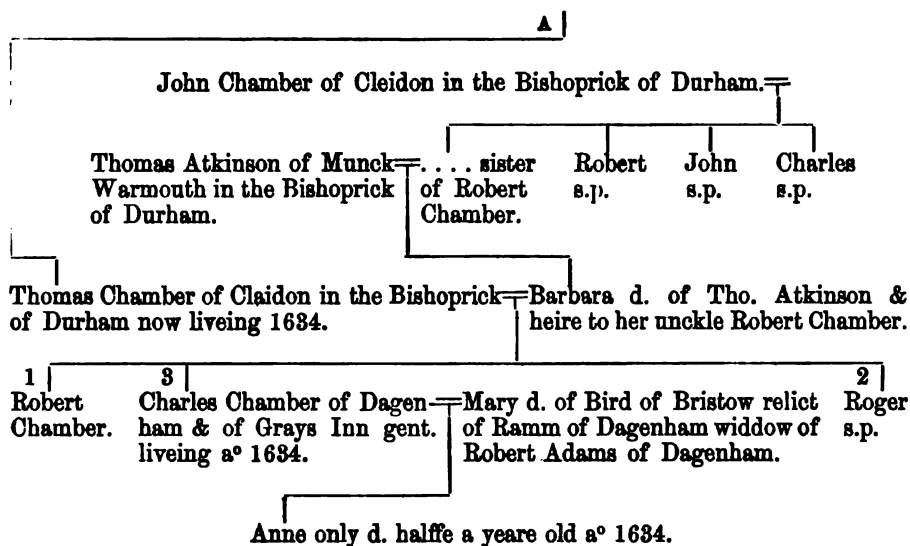 A
John Chamber of Cleidon in the Bishoprick of Durham.
Thomas Atkinson of Munck
Warmouth in the Bishoprick
of Durham.
. . . . sister
of Robert
Chamber.
Robert
s.p.
John
s.p.
Charles
s.p.
Thomas Chamber of Claidon in the Bishoprick
of Durham now liveing 1634.
Barbara d. of Tho. Atkinson &
heire to her unckle Robert Chamber.
1
Robert
Chamber.
3
Charles Chamber of Dagen
ham & of Grays Inn gent.
liveing aº 1634.
Mary d. of Bird of Bristow relict
of Ramm of Dagenham widdow of
Robert Adams of Dagenham.
2
Roger
s.p.
Anne only d. halffe a yeare old aº 1634.